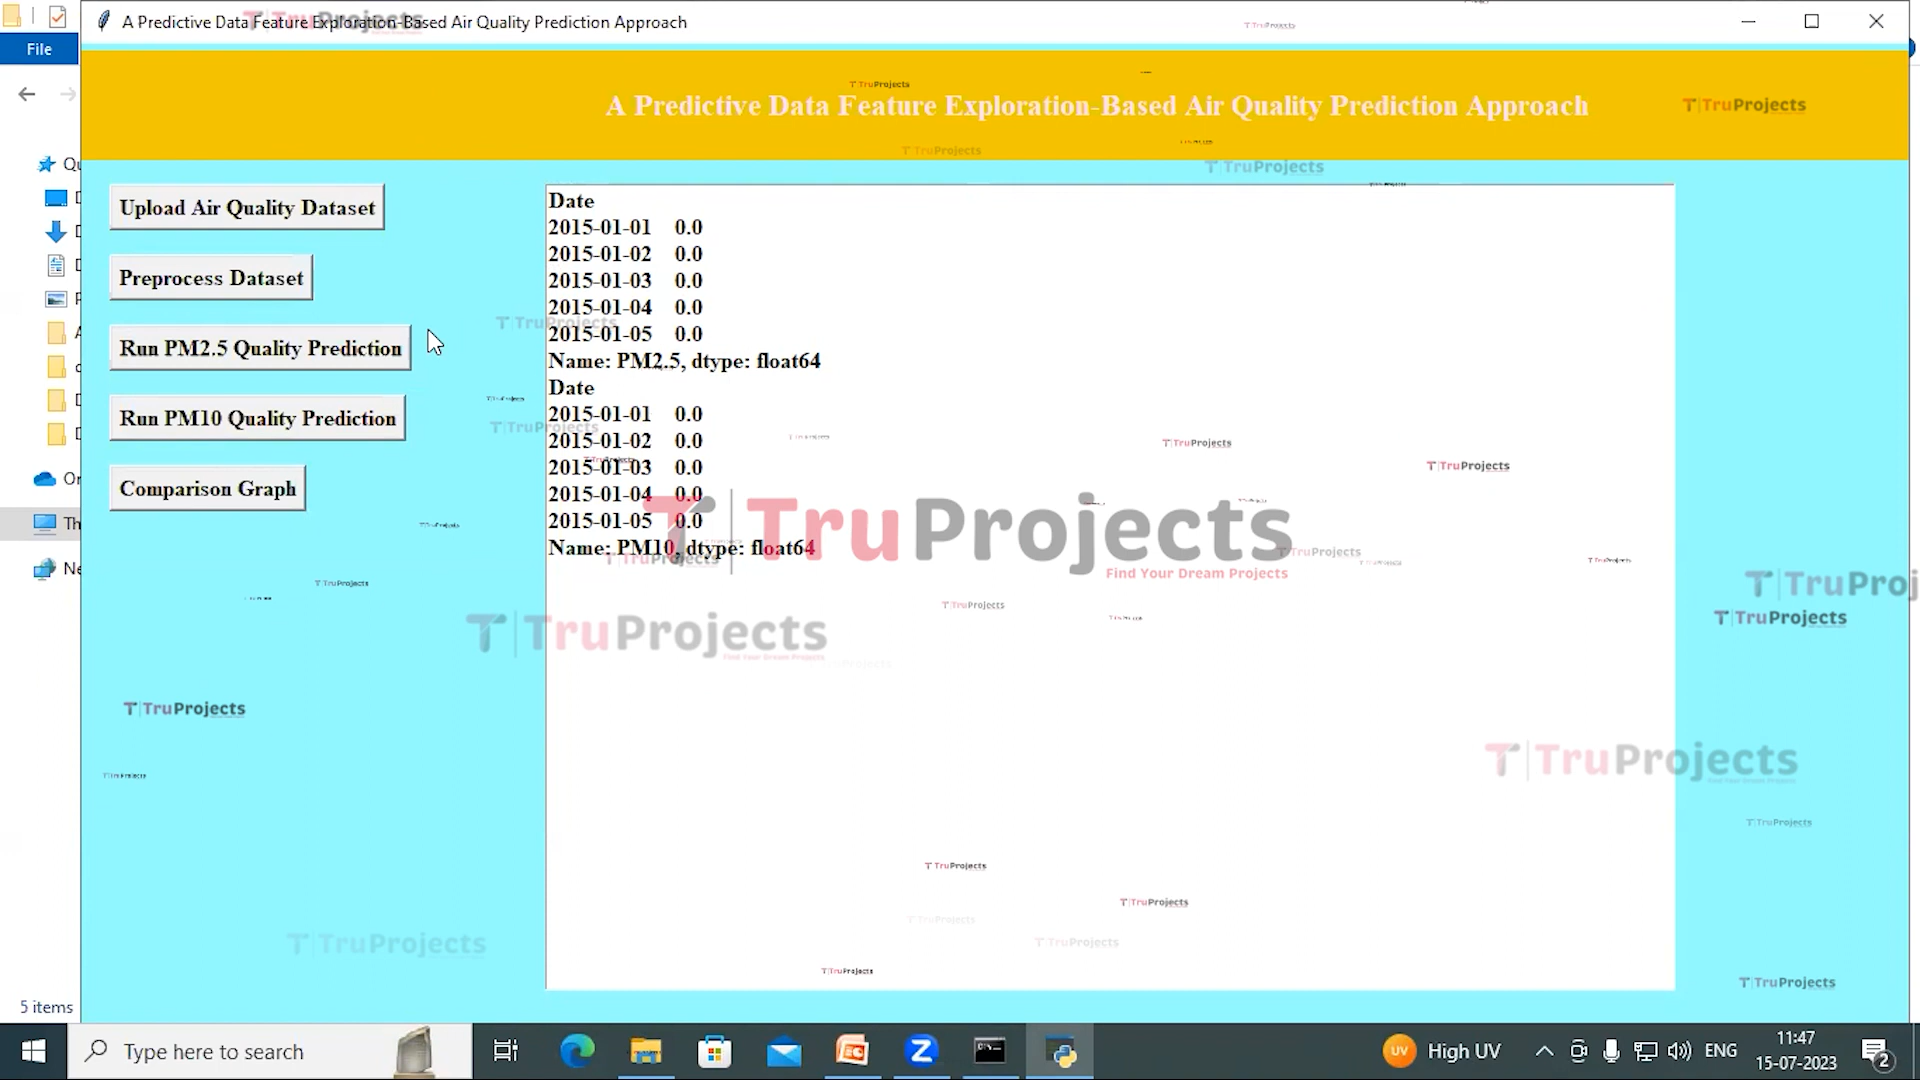 A Predictive Data Feature Exploration-Based Air Quality Prediction Approach
File
A Predictive Data Feature Exploration-Based Air Quality Prediction Approach
Upload Air Quality Dataset
Preprocess Dataset
Run PM2.5 Quality Prediction
Run PM10 Quality Prediction
Comparison Graph
Date
2015-01-01 0.0
2015-01-02 0.0
2015-01-03 0.0
2015-01-04 0.0
2015-01-05 0.0
Name: PM2.5, dtype: float64
Date
2015-01-01 0.0
2015-01-02 0.0
2015-01-03 0.0
2015-01-04 0.0
2015-01-05 0.0
Name: PM10, dtype: float64
TruProjects
Find Your Dream Projects
TruProjects
TruProjects
TruProjects
TruProjects
TruProjects
TruProjects
5 items
Type here to search
UV
High UV
ENG
11:47
15-07-2023
2